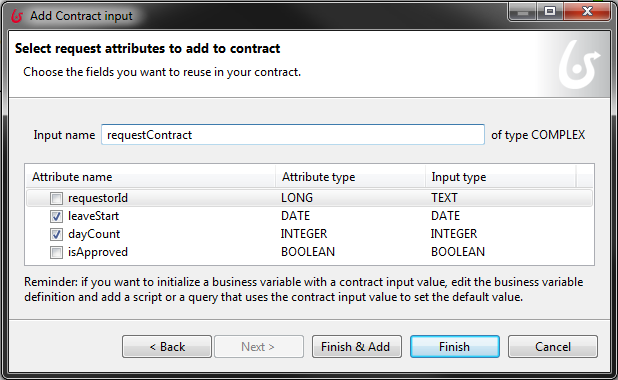 Add Contract input
Select request attributes to add to contract
Choose the fields you want to reuse in your contract.
Input name requestContract of type COMPLEX
Attribute name Attribute type Input type
requestorId LONG TEXT
leaveStart DATE DATE
dayCount INTEGER INTEGER
isApproved BOOLEAN BOOLEAN
Reminder: if you want to initialize a business variable with a contract input value, edit the business variable
definition and add a script or a query that uses the contract input value to set the default value.
< Back Next > Finish & Add Finish Cancel